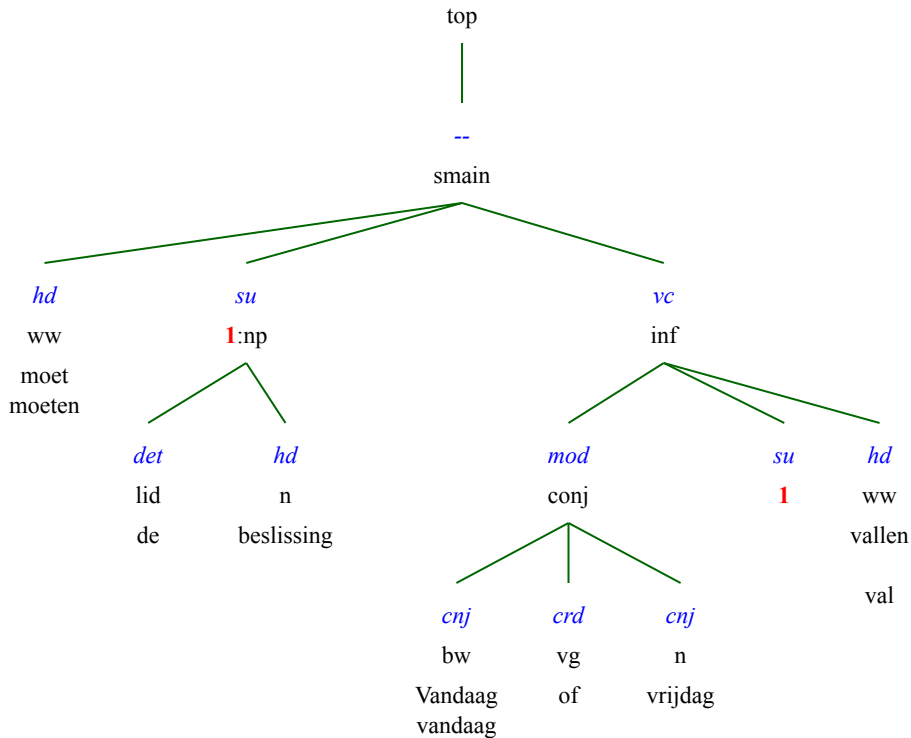 top
--
smain
hd su vc
ww 1:np inf
moet
moeten
det hd mod su hd
lid n conj 1 ww
de beslissing vallen
val
cnj crd cnj
bw vg n
Vandaag of vrijdag
vandaag